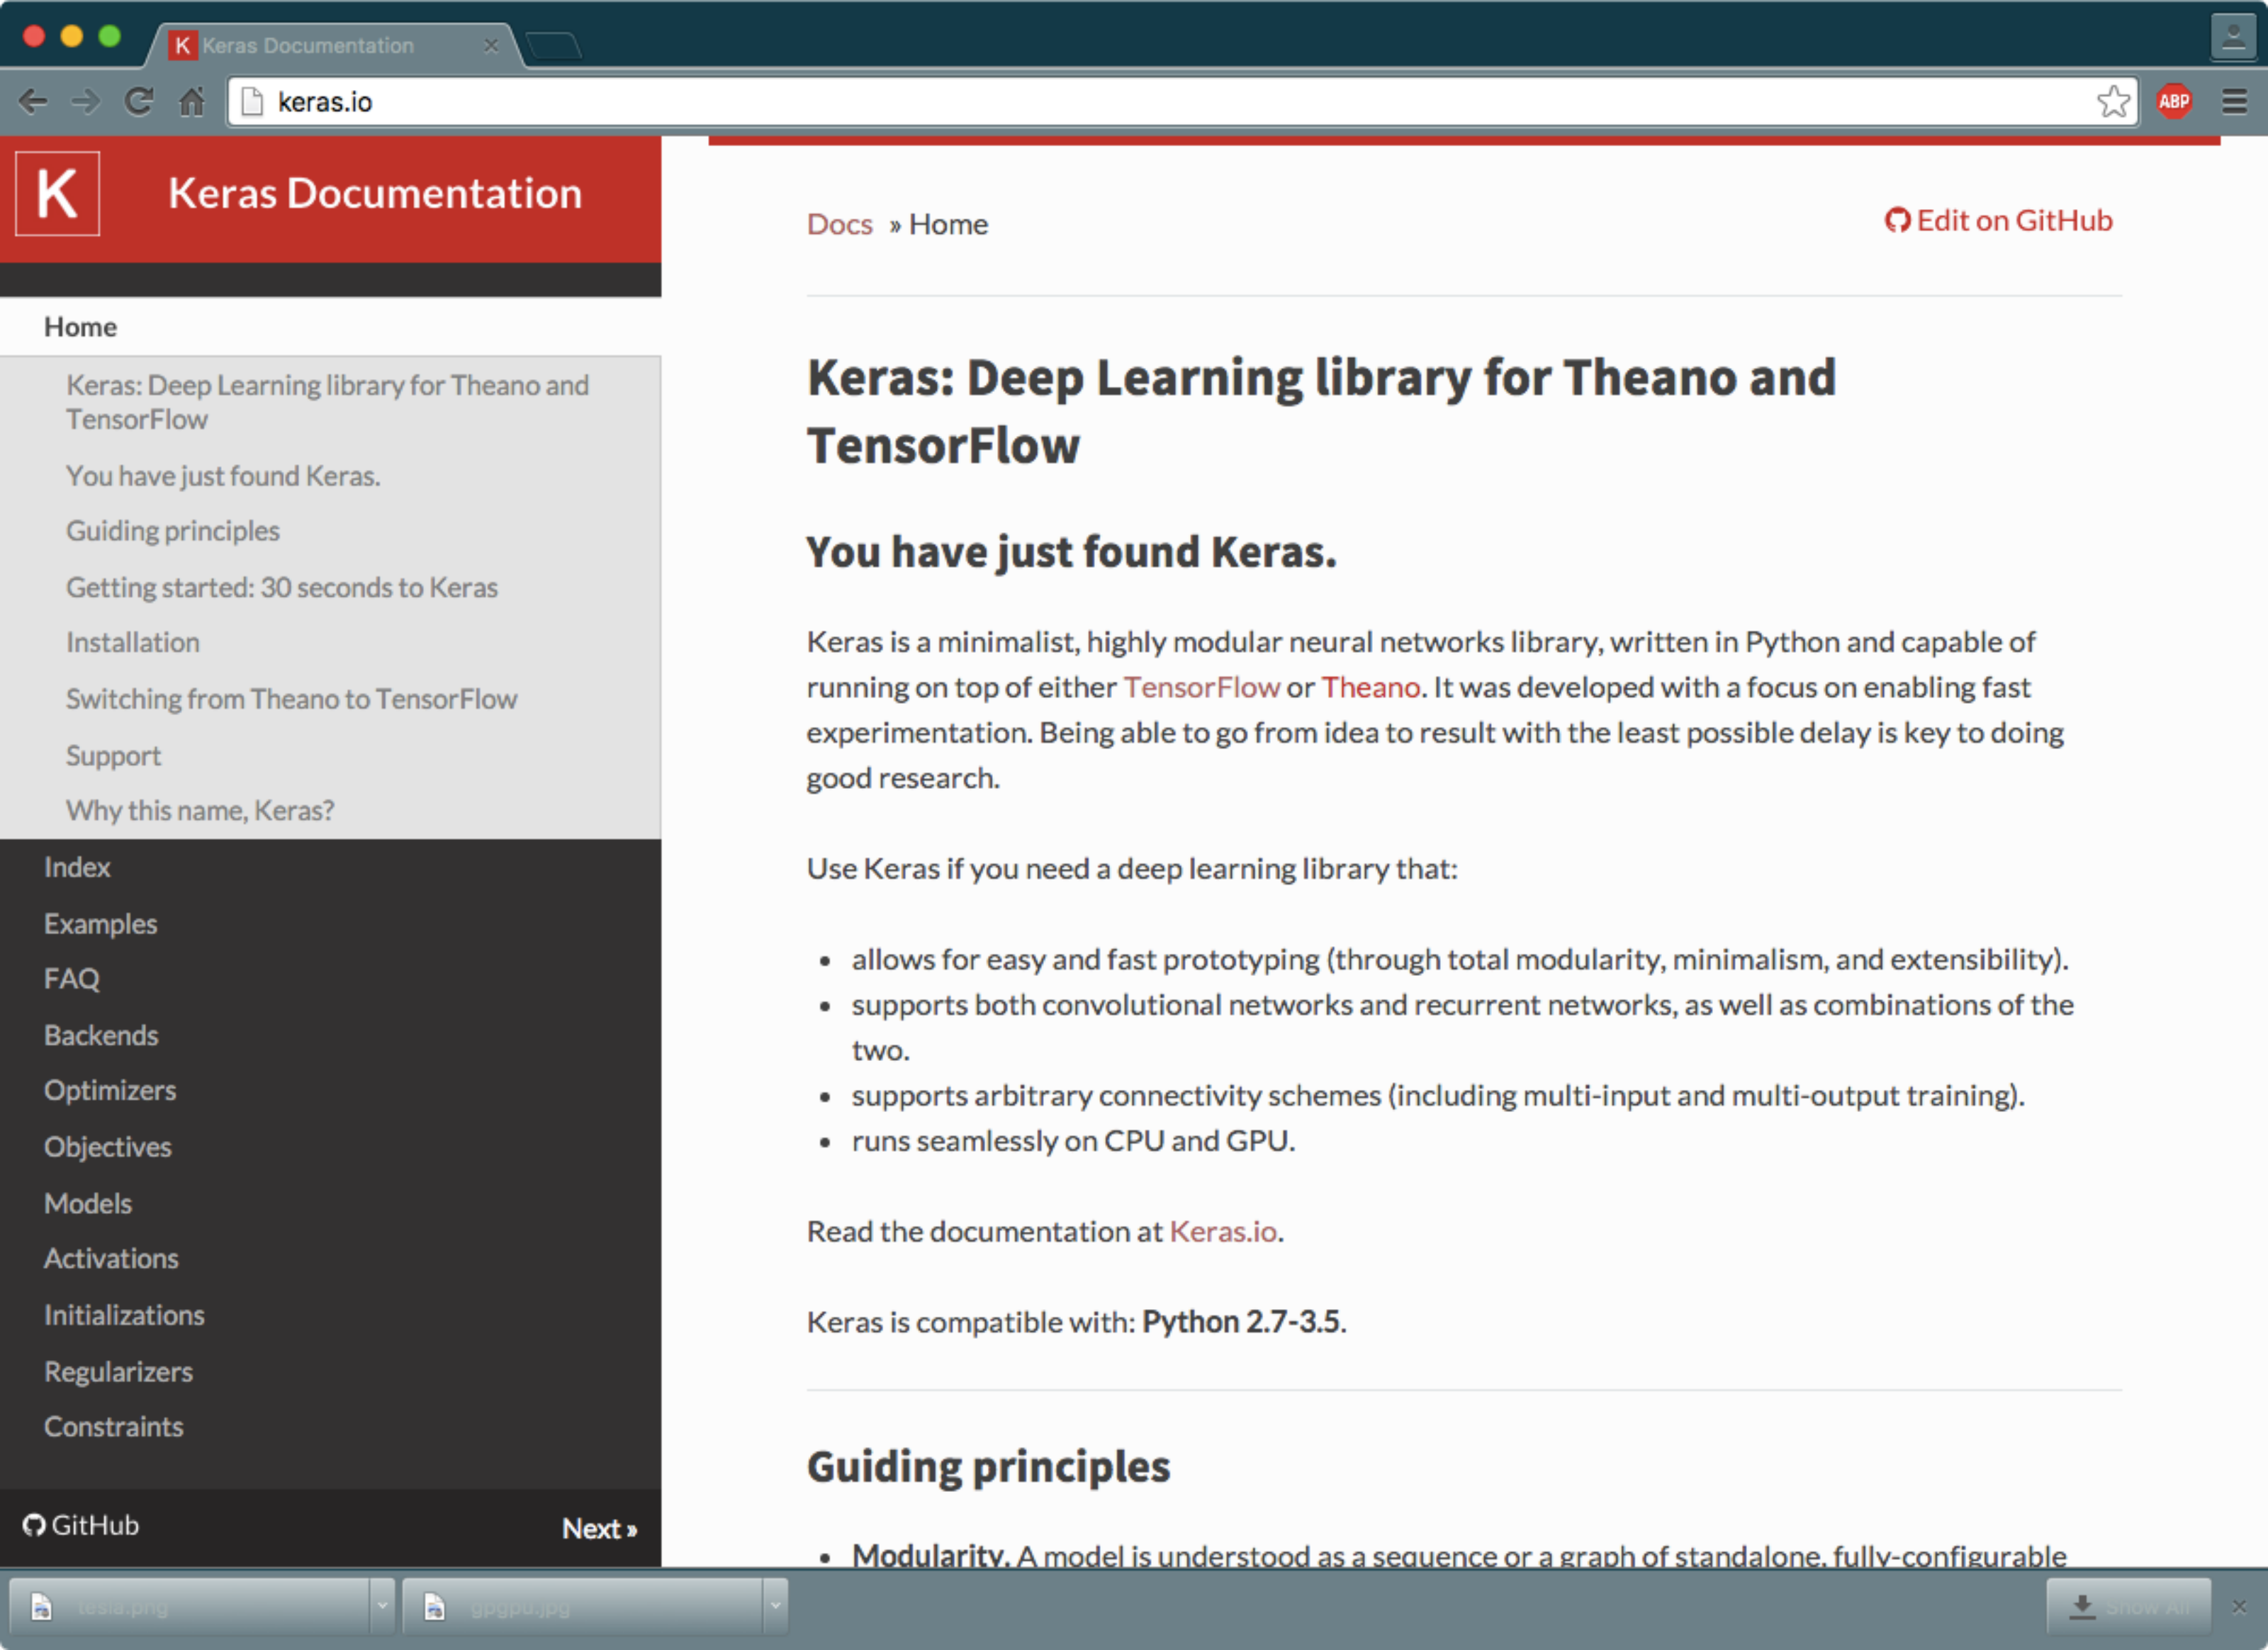 K Keras Documentation
keras.io
ABP
K
Keras Documentation
Home
Keras: Deep Learning library for Theano and
TensorFlow
You have just found Keras.
Guiding principles
Getting started: 30 seconds to Keras
Installation
Switching from Theano to TensorFlow
Support
Why this name, Keras?
Index
Examples
FAQ
Backends
Optimizers
Objectives
Models
Activations
Initializations
Regularizers
Constraints
GitHub
Next »
Docs » Home
Edit on GitHub
Keras: Deep Learning library for Theano and
TensorFlow
You have just found Keras.
Keras is a minimalist, highly modular neural networks library, written in Python and capable of
running on top of either TensorFlow or Theano. It was developed with a focus on enabling fast
experimentation. Being able to go from idea to result with the least possible delay is key to doing
good research.
Use Keras if you need a deep learning library that:
• allows for easy and fast prototyping (through total modularity, minimalism, and extensibility).
• supports both convolutional networks and recurrent networks, as well as combinations of the
two.
• supports arbitrary connectivity schemes (including multi-input and multi-output training).
• runs seamlessly on CPU and GPU.
Read the documentation at Keras.io.
Keras is compatible with: Python 2.7-3.5.
Guiding principles
• Modularity. A model is understood as a sequence or a graph of standalone, fully-configurable
tesla.png
gpgpu.jpg
Show All